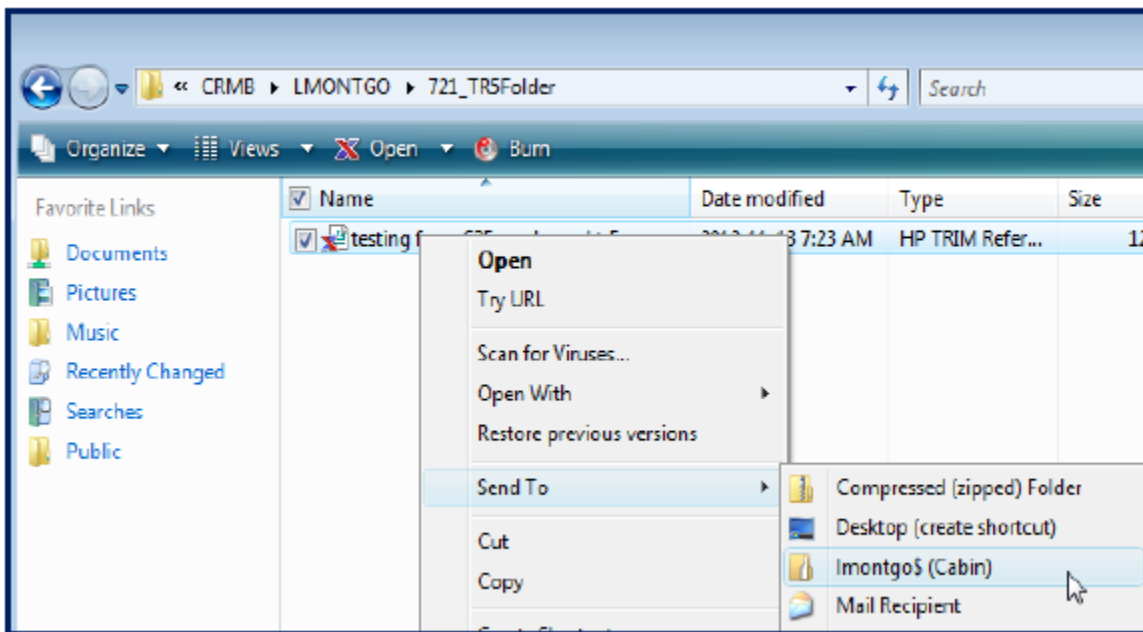 « CRMB ▸ LMONTGO ▸ 721_TR5Folder
Search
Organize Views Open Burn
Favorite Links
Name Date modified Type Size
Documents
Pictures
Music
Recently Changed
Searches
Public
testing 7:23 AM HP TRIM Refer... 12
Open
Try URL
Scan for Viruses...
Open With
Restore previous versions
Send To
Cut
Copy
Compressed (zipped) Folder
Desktop (create shortcut)
lmontgo$ (Cabin)
Mail Recipient